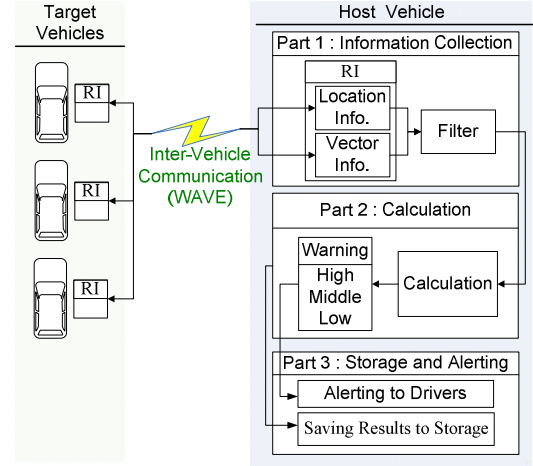 Target
Vehicles
Host Vehicle
RI
RI
RI
Inter-Vehicle
Communication
(WAVE)
Part 1 : Information Collection
RI
Location
Info.
Vector
Info.
Filter
Part 2 : Calculation
Warning
High
Middle
Low
Calculation
Part 3 : Storage and Alerting
Alerting to Drivers
Saving Results to Storage